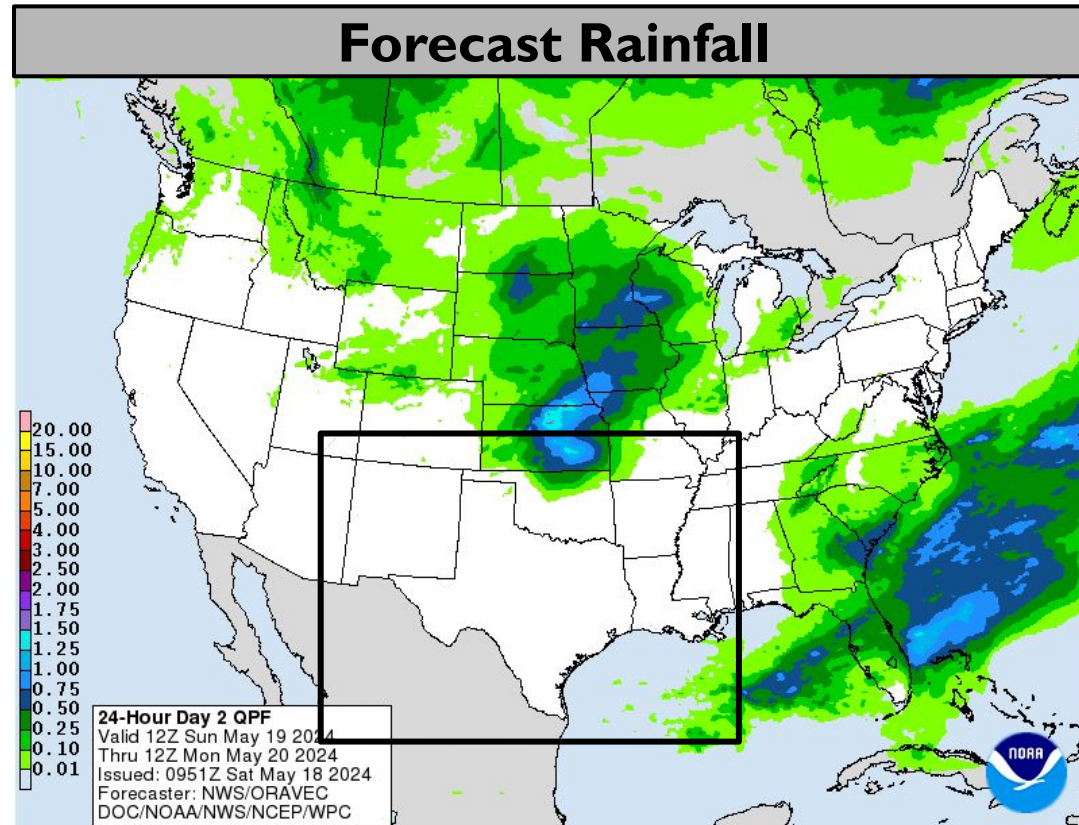 Forecast Rainfall
20.00
15.00
10.00
7.00
5.00
4.00
3.00
2.50
2.00
1.75
1.50
1.25
1.00
0.75
0.50
0.25
0.10
0.01
24-Hour Day 2 QPF
Valid 12Z Sun May 19 2024
Thru 12Z Mon May 20 2024
Issued: 0951Z Sat May 18 2024
Forecaster: NWS/ORAVEC
DOC/NOAA/NWS/NCEP/WPC
NOAA